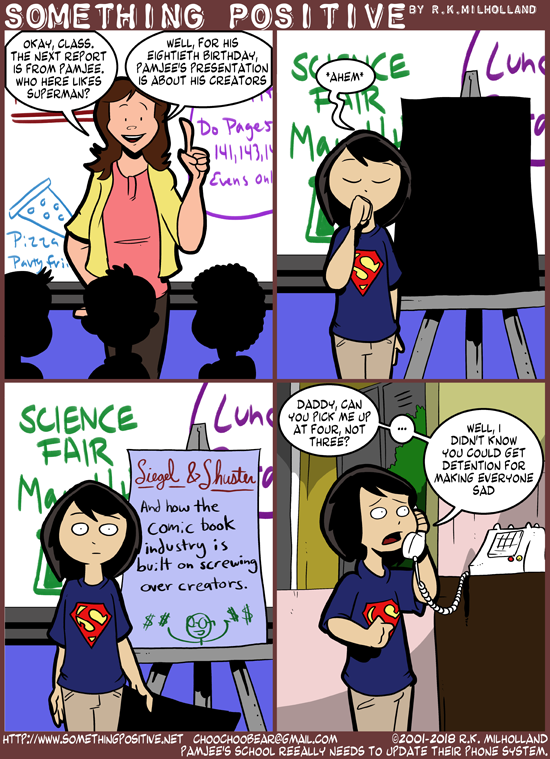 SOMETHING POSITIVE BY R.K.MILHOLLAND
OKAY, CLASS.
THE NEXT REPORT
IS FROM PAMJEE.
WHO HERE LIKES
SUPERMAN?
WELL, FOR HIS
EIGHTIETH BIRTHDAY,
PAMJEE'S PRESENTATION
IS ABOUT HIS CREATORS
Do Pages
141, 143, 14
Evens onl
Pizza
Party fri
*AHEM*
SCIENCE
FAIR
Ma
Lunc
S
SCIENCE
FAIR
Ma
Lunc
Siegel & Shuster
And how the
comic book
industry is
built on screwing
over creators.
$$ $$
S
DADDY, CAN
YOU PICK ME UP
AT FOUR, NOT
THREE?
...
WELL, I
DIDN'T KNOW
YOU COULD GET
DETENTION FOR
MAKING EVERYONE
SAD
S
HTTP://WWW.SOMETHINGPOSITIVE.NET CHOOCHOOBEAR@GMAIL.COM ©2001-2018 R.K. MILHOLLAND
PAMJEE'S SCHOOL REEALLY NEEDS TO UPDATE THEIR PHONE SYSTEM.